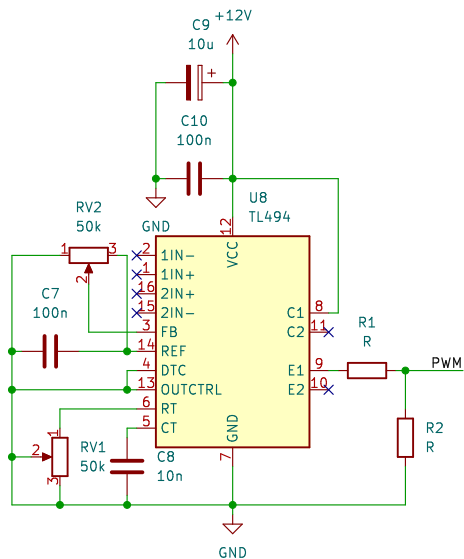 +12V
C9
10u
+
C10
100n
GND
U8
TL494
RV2
50k
1
3
2
C7
100n
12
VCC
2 1IN-
1 1IN+
16 2IN+
15 2IN-
3 FB
14 REF
4 DTC
13 OUTCTRL
6 RT
5 CT
C1 8
C2 11
E1 9
E2 10
GND
7
R1
R
PWM
R2
R
RV1
50k
1
2
3
C8
10n
GND